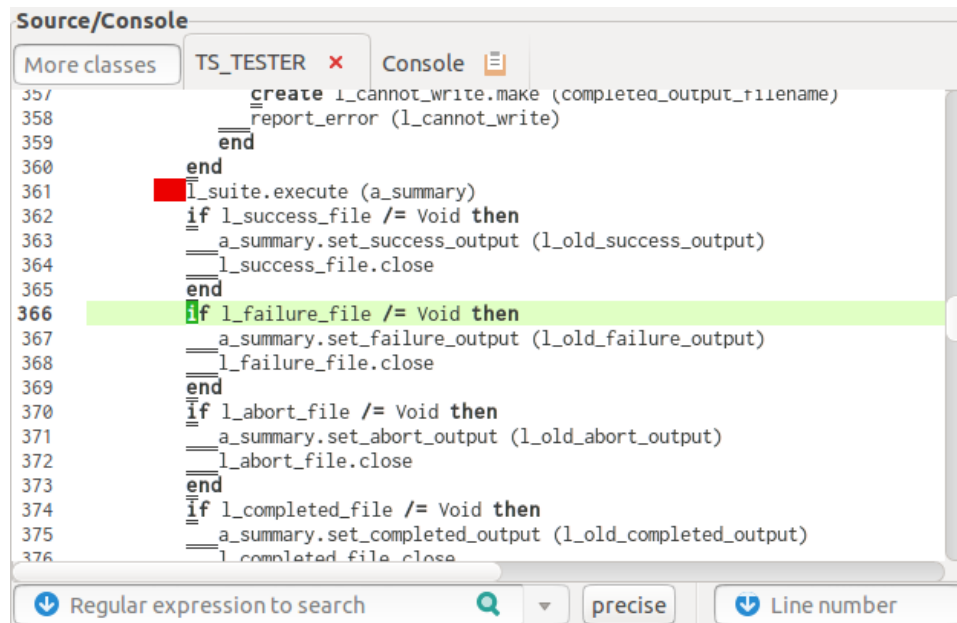 Source/Console
More classes TS_TESTER × Console
357 create l_cannot_write.make (completed_output_filename)
358 report_error (l_cannot_write)
359 end
360 end
361 l_suite.execute (a_summary)
362 if l_success_file /= Void then
363 a_summary.set_success_output (l_old_success_output)
364 l_success_file.close
365 end
366 if l_failure_file /= Void then
367 a_summary.set_failure_output (l_old_failure_output)
368 l_failure_file.close
369 end
370 if l_abort_file /= Void then
371 a_summary.set_abort_output (l_old_abort_output)
372 l_abort_file.close
373 end
374 if l_completed_file /= Void then
375 a_summary.set_completed_output (l_old_completed_output)
376 l_completed_file.close
Regular expression to search precise Line number